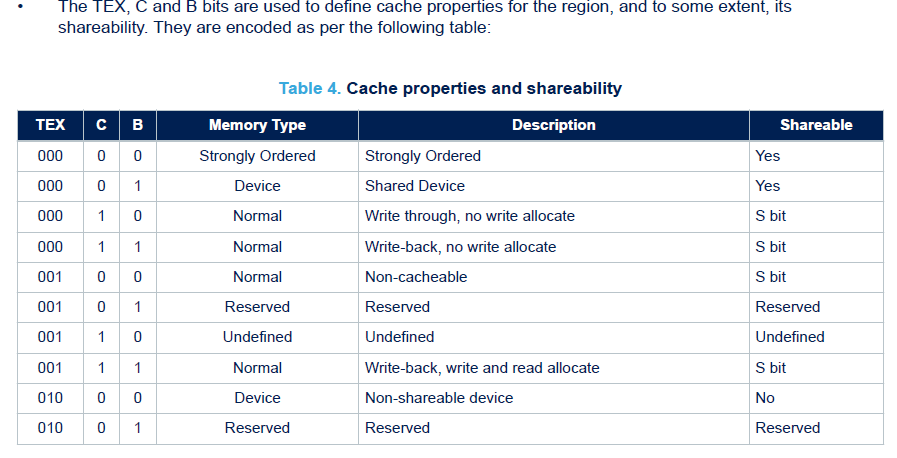 • The TEX, C and B bits are used to define cache properties for the region, and to some extent, its
shareability. They are encoded as per the following table:
Table 4. Cache properties and shareability
TEX C B Memory Type Description Shareable
000 0 0 Strongly Ordered Strongly Ordered Yes
000 0 1 Device Shared Device Yes
000 1 0 Normal Write through, no write allocate S bit
000 1 1 Normal Write-back, no write allocate S bit
001 0 0 Normal Non-cacheable S bit
001 0 1 Reserved Reserved Reserved
001 1 0 Undefined Undefined Undefined
001 1 1 Normal Write-back, write and read allocate S bit
010 0 0 Device Non-shareable device No
010 0 1 Reserved Reserved Reserved